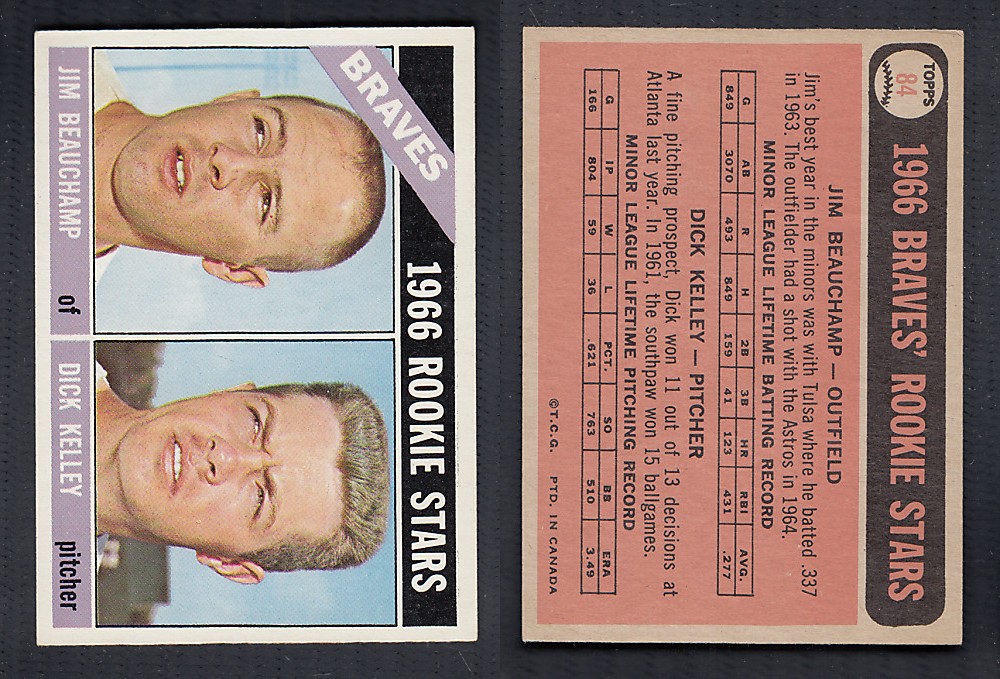 BRAVES
1966 ROOKIE STARS
JIM BEAUCHAMP of
DICK KELLEY pitcher
TOPPS
84
1966 BRAVES' ROOKIE STARS
JIM BEAUCHAMP — OUTFIELD
Jim's best year in the minors was with Tulsa where he batted .337
in 1963. The outfielder had a shot with the Astros in 1964.
MINOR LEAGUE LIFETIME BATTING RECORD
G AB R H 2B 3B HR RBI AVG.
849 3070 493 849 159 41 123 431 .277
DICK KELLEY — PITCHER
A fine pitching prospect, Dick won 11 out of 13 decisions at
Atlanta last year. In 1961, the southpaw won 15 ballgames.
MINOR LEAGUE LIFETIME PITCHING RECORD
G IP W L PCT. SO BB ERA
166 804 59 36 .621 763 510 3.49
©T.C.G. PTD. IN CANADA